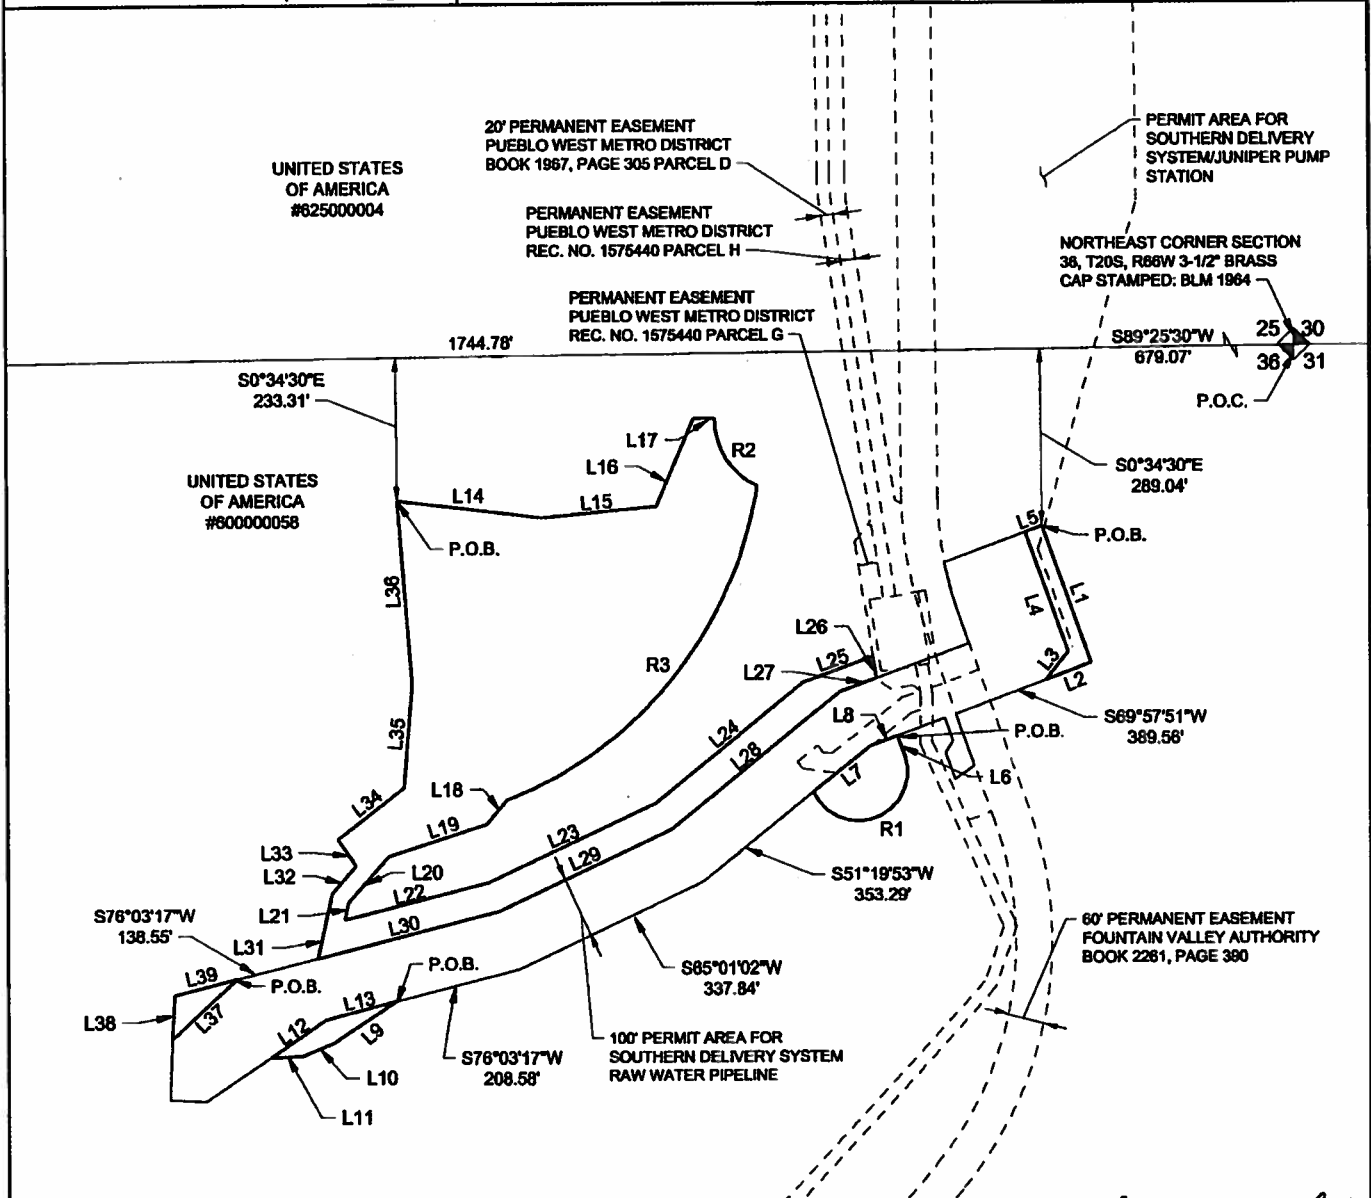 20' PERMANENT EASEMENT
PUEBLO WEST METRO DISTRICT
BOOK 1967, PAGE 305 PARCEL D
PERMIT AREA FOR
SOUTHERN DELIVERY
SYSTEM/JUNIPER PUMP
STATION
UNITED STATES
OF AMERICA
#625000004
PERMANENT EASEMENT
PUEBLO WEST METRO DISTRICT
REC. NO. 1575440 PARCEL H
NORTHEAST CORNER SECTION
36, T20S, R66W 3-1/2" BRASS
CAP STAMPED: BLM 1964
PERMANENT EASEMENT
PUEBLO WEST METRO DISTRICT
REC. NO. 1575440 PARCEL G
1744.78'
S89°25'30"W
679.07'
25 30
36 31
P.O.C.
S0°34'30"E
233.31'
L17
R2
L16
S0°34'30"E
289.04'
UNITED STATES
OF AMERICA
#600000058
L14
L15
L5
P.O.B.
P.O.B.
L36
L4
L1
L26
R3
L25
L3
L27
L2
L35
L24
L8
S69°57'51"W
389.56'
L28
P.O.B.
L7
L6
L18
L34
L19
R1
L23
L33
L29
L20
L32
S51°19'53"W
353.29'
L22
L21
S76°03'17"W
138.55'
L30
60' PERMANENT EASEMENT
FOUNTAIN VALLEY AUTHORITY
BOOK 2261, PAGE 390
L31
P.O.B.
S65°01'02"W
337.84'
L39
P.O.B.
L38
L37
L13
L12
L9
S76°03'17"W
208.58'
100' PERMIT AREA FOR
SOUTHERN DELIVERY SYSTEM
RAW WATER PIPELINE
L10
L11